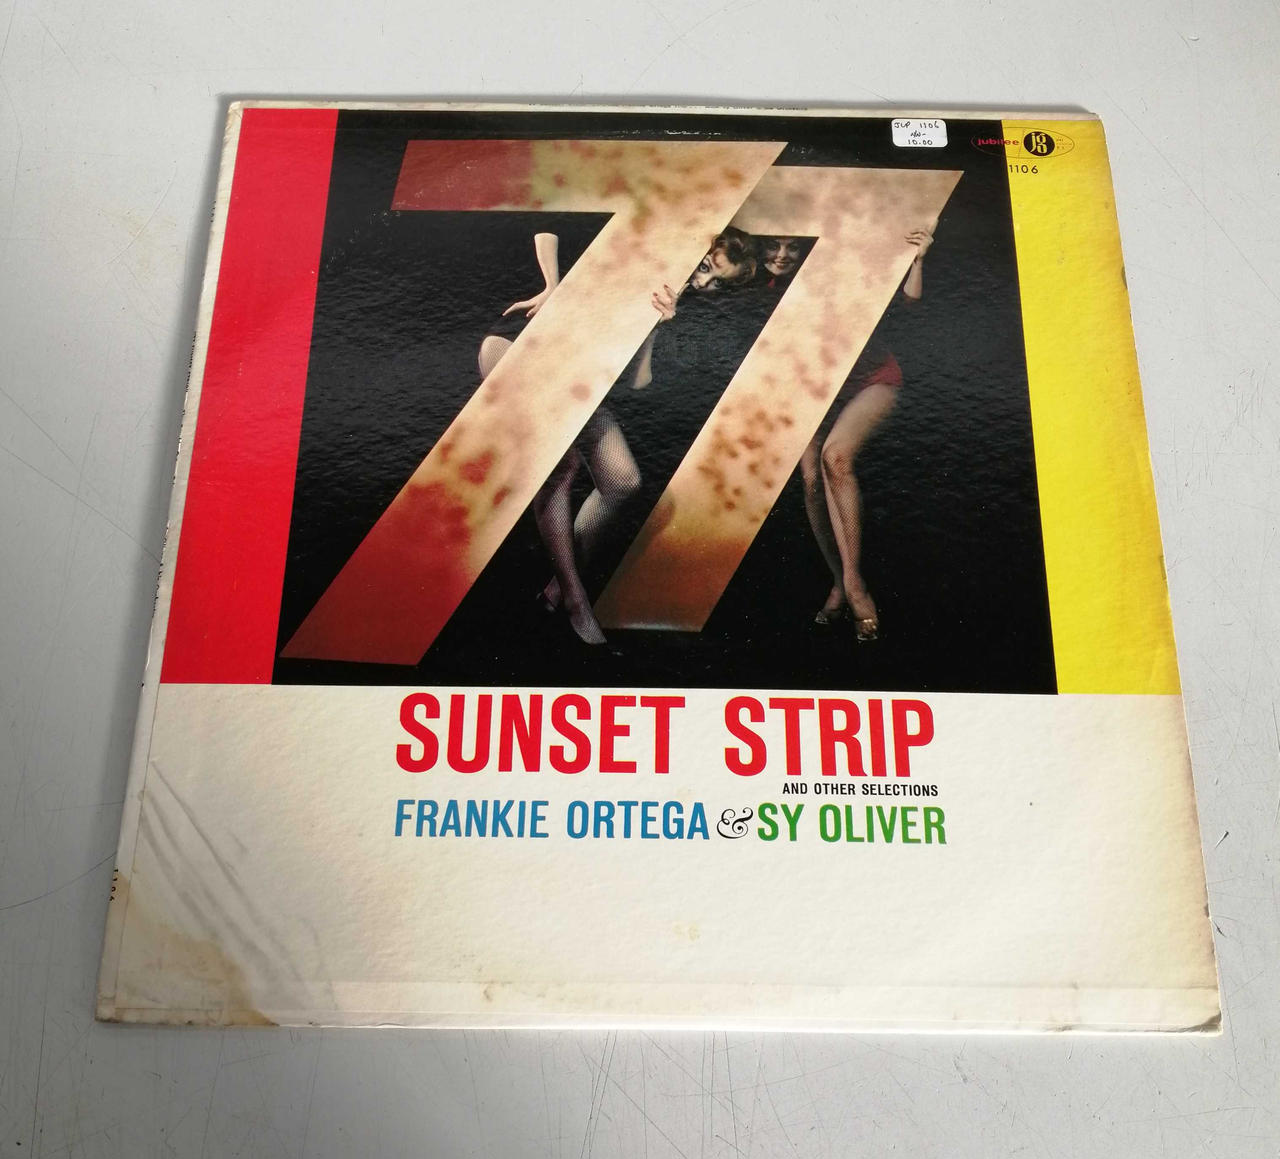 JLP 1106
10.00
jubilee
jg
1106
77
SUNSET STRIP
AND OTHER SELECTIONS
FRANKIE ORTEGA & SY OLIVER